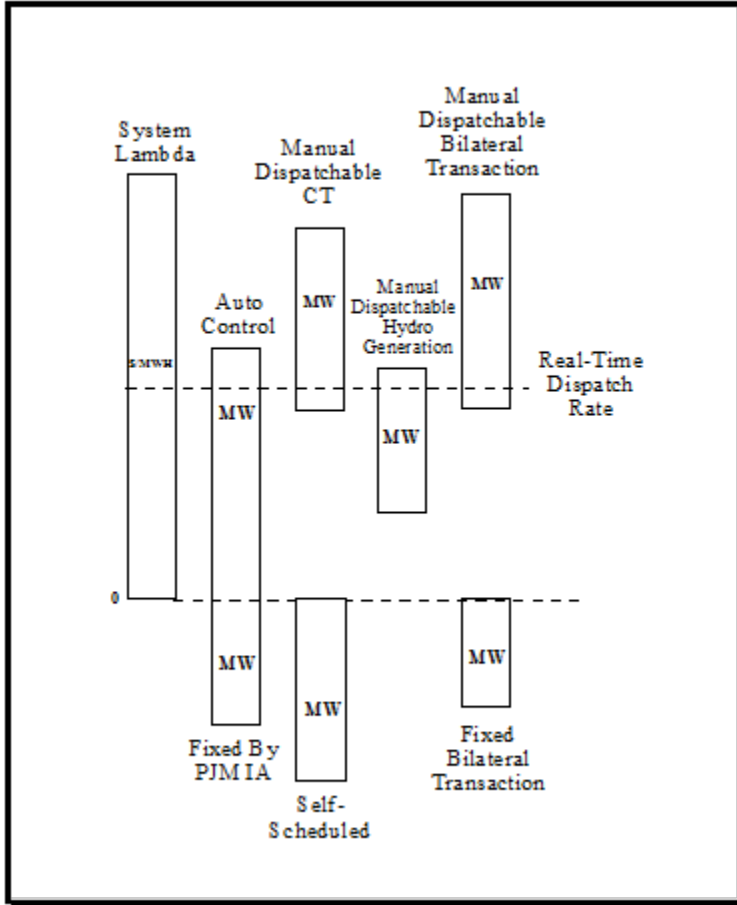 Manual
Dispatchable
Bilateral
Transaction
System
Lambda
Manual
Dispatchable
CT
MW
MW
Manual
Dispatchable
Hydro
Generation
Auto
Control
$/MWH
Real-Time
Dispatch
Rate
MW
MW
0
MW
MW
MW
Fixed By
PJM IA
Fixed
Bilateral
Transaction
Self-
Scheduled